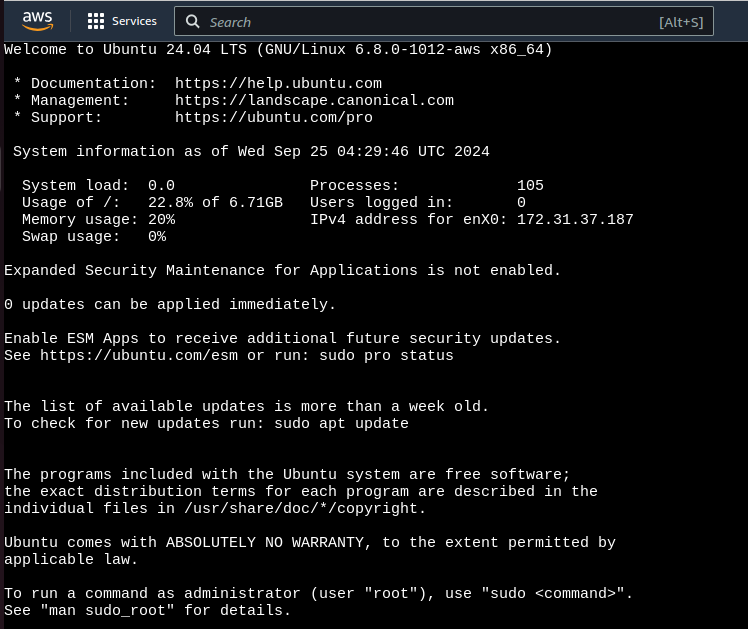 aws Services Search [Alt+S]
Welcome to Ubuntu 24.04 LTS (GNU/Linux 6.8.0-1012-aws x86_64)
* Documentation:  https://help.ubuntu.com
* Management:     https://landscape.canonical.com
* Support:        https://ubuntu.com/pro
System information as of Wed Sep 25 04:29:46 UTC 2024
System load:  0.0                Processes:             105
Usage of /:   22.8% of 6.71GB   Users logged in:       0
Memory usage: 20%               IPv4 address for enX0: 172.31.37.187
Swap usage:   0%
Expanded Security Maintenance for Applications is not enabled.
0 updates can be applied immediately.
Enable ESM Apps to receive additional future security updates.
See https://ubuntu.com/esm or run: sudo pro status
The list of available updates is more than a week old.
To check for new updates run: sudo apt update
The programs included with the Ubuntu system are free software;
the exact distribution terms for each program are described in the
individual files in /usr/share/doc/*/copyright.
Ubuntu comes with ABSOLUTELY NO WARRANTY, to the extent permitted by
applicable law.
To run a command as administrator (user "root"), use "sudo <command>".
See "man sudo_root" for details.